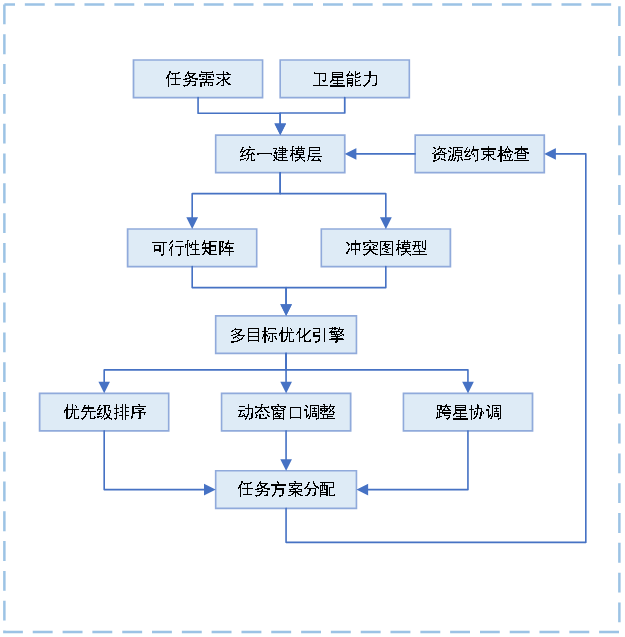 任务需求
卫星能力
统一建模层
资源约束检查
可行性矩阵
冲突图模型
多目标优化引擎
优先级排序
动态窗口调整
跨星协调
任务方案分配